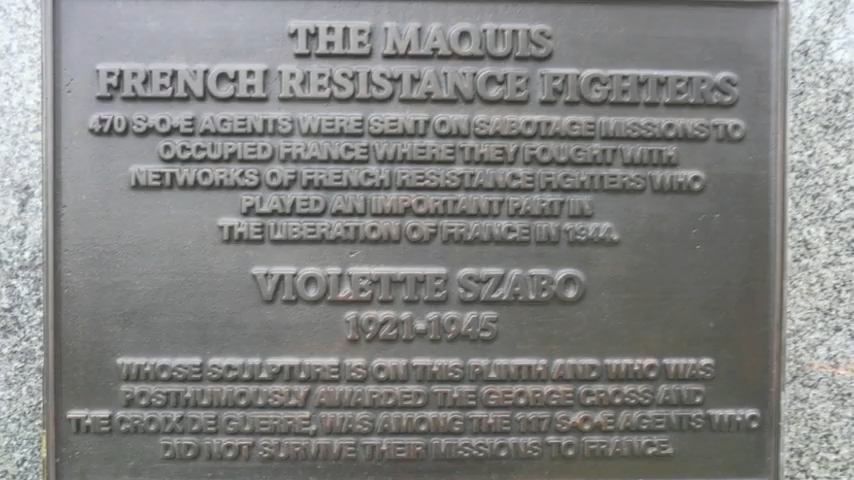 THE MAQUIS
FRENCH RESISTANCE FIGHTERS
470 S•O•E AGENTS WERE SENT ON SABOTAGE MISSIONS TO
OCCUPIED FRANCE WHERE THEY FOUGHT WITH
NETWORKS OF FRENCH RESISTANCE FIGHTERS WHO
PLAYED AN IMPORTANT PART IN
THE LIBERATION OF FRANCE IN 1944.
VIOLETTE SZABO
1921-1945
WHOSE SCULPTURE IS ON THIS PLINTH AND WHO WAS
POSTHUMOUSLY AWARDED THE GEORGE CROSS AND
THE CROIX DE GUERRE, WAS AMONG THE 117 S•O•E AGENTS WHO
DID NOT SURVIVE THEIR MISSIONS TO FRANCE.